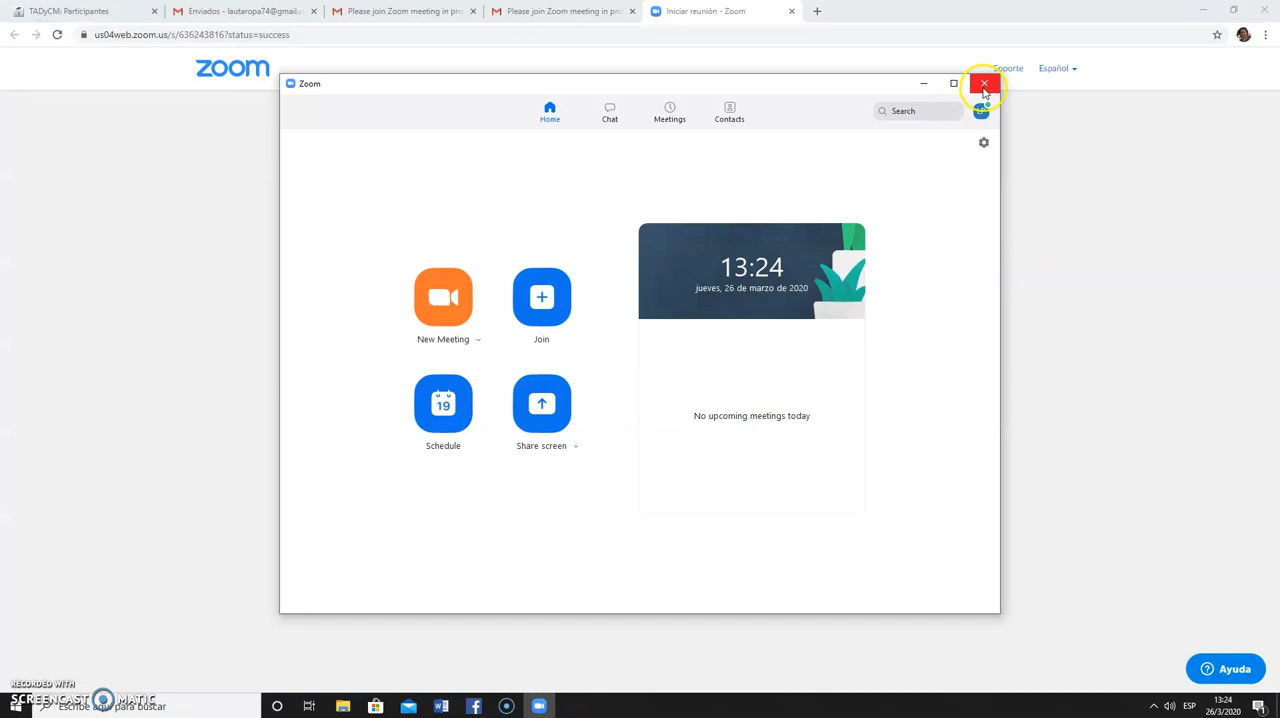 TADyCM: Participantes
Enviados - lautaropa74@gmail.c
Please join Zoom meeting in pro
Please join Zoom meeting in pro
Iniciar reunión - Zoom
us04web.zoom.us/s/636243816?status=success
zoom
Soporte
Español
Zoom
Home
Chat
Meetings
Contacts
Search
13:24
jueves, 26 de marzo de 2020
New Meeting
Join
19
No upcoming meetings today
Schedule
Share screen
Ayuda
RECORDED WITH
SCREENCAST MATIC
Escribe aquí para buscar
ESP
13:24
26/3/2020
1